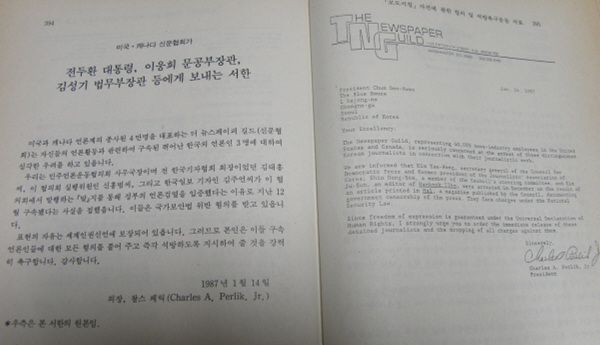 394
미국·캐나다 신문협회가
전두환 대통령, 이웅희 문공부장관,
김성기 법무부장관 등에게 보내는 서한
미국과 캐나다 언론계의 종사원 4만명을 대표하는 더 뉴스페이퍼 길드(신문협
회)는 자신들의 언론활동과 관련하여 구속된 뛰어난 한국의 언론인 3명에 대하여
심각한 우려를 하고 있읍니다.
우리는 민주언론운동협의회 사무국장이며 전 한국기자협회 회장이었던 김태홍
씨, 이 협의회 실행위원인 신홍범씨, 그리고 한국일보 기자인 김주언씨가 이 협
의회에서 발행하는 「말」지를 통해 정부의 언론검열을 입증했다는 이유로 지난 12
월 구속됐다는 사실을 접했읍니다. 이들은 국가보안법 위반 혐의를 받고 있읍니
다.
표현의 자유는 세계인권선언에 보장되어 있읍니다. 그러므로 본인은 이들 구속
언론인들에 대한 모든 혐의를 풀어 주고 즉각 석방하도록 지시하여 줄 것을 강력
히 촉구합니다. 감사합니다.
1987년 1월 14일
회장, 찰스 페릭(Charles A. Perlik, Jr.)
*우측은 본 서한의 원본임.
「보도지침」 사건에 관한 항의 및 석방촉구운동 자료 395
THE
NEWSPAPER
GUILD
Jan. 14, 1987
President Chun Doo-Hwan
The Blue House
1 Sejong-no
Chongno-gu
Seoul
Republic of Korea
Your Excellency:
The Newspaper Guild, representing 40,000 news-industry employees in the United
States and Canada, is seriously concerned at the arrest of three distinguished
Korean journalists in connection with their journalistic work.
We are informed that Kim Tae-Hong, secretary general of the Council for
Democratic Press and former president of the Journalists Association of
Korea, Shin Hong Bum, a member of the Council's steering committee, and Kim
Ju-Eun, an editor of Hankook Ilbo, were arrested in December as the result of
an article printed in Mal, a magazine published by the Council, documenting
government censorship of the press. They face charges under the National
Security Law.
Since freedom of expression is guaranteed under the Universal Declaration of
Human Rights, I strongly urge you to order the immediate release of these
detained journalists and the dropping of all charges against them.
Sincerely,
Charles A. Perlik, Jr.
President